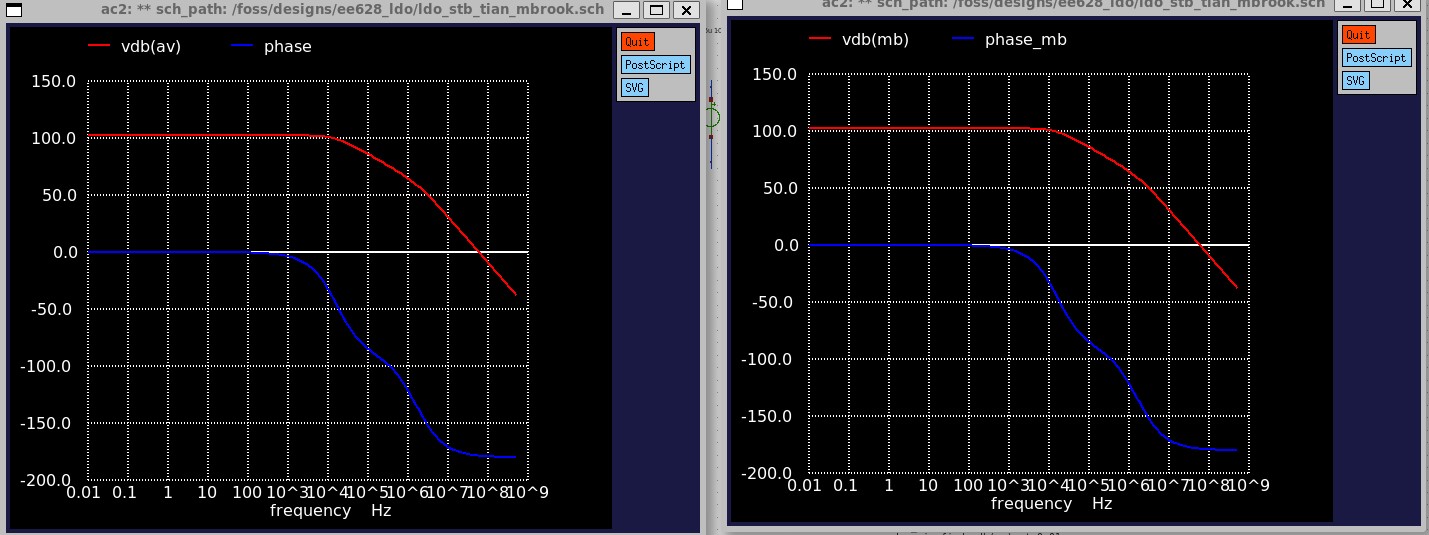 ac2: ** sch_path: /foss/designs/ee628_ldo/ldo_stb_tian_mbrook.sch
vdb(av) phase
Quit
PostScript
SVG
150.0
100.0
50.0
0.0
-50.0
-100.0
-150.0
-200.0
0.01 0.1 1 10 100 10^3 10^4 10^5 10^6 10^7 10^8 10^9
frequency Hz
ac2: ** sch_path: /foss/designs/ee628_ldo/ldo_stb_tian_mbrook.sch
vdb(mb) phase_mb
Quit
PostScript
SVG
150.0
100.0
50.0
0.0
-50.0
-100.0
-150.0
-200.0
0.01 0.1 1 10 100 10^3 10^4 10^5 10^6 10^7 10^8 10^9
frequency Hz